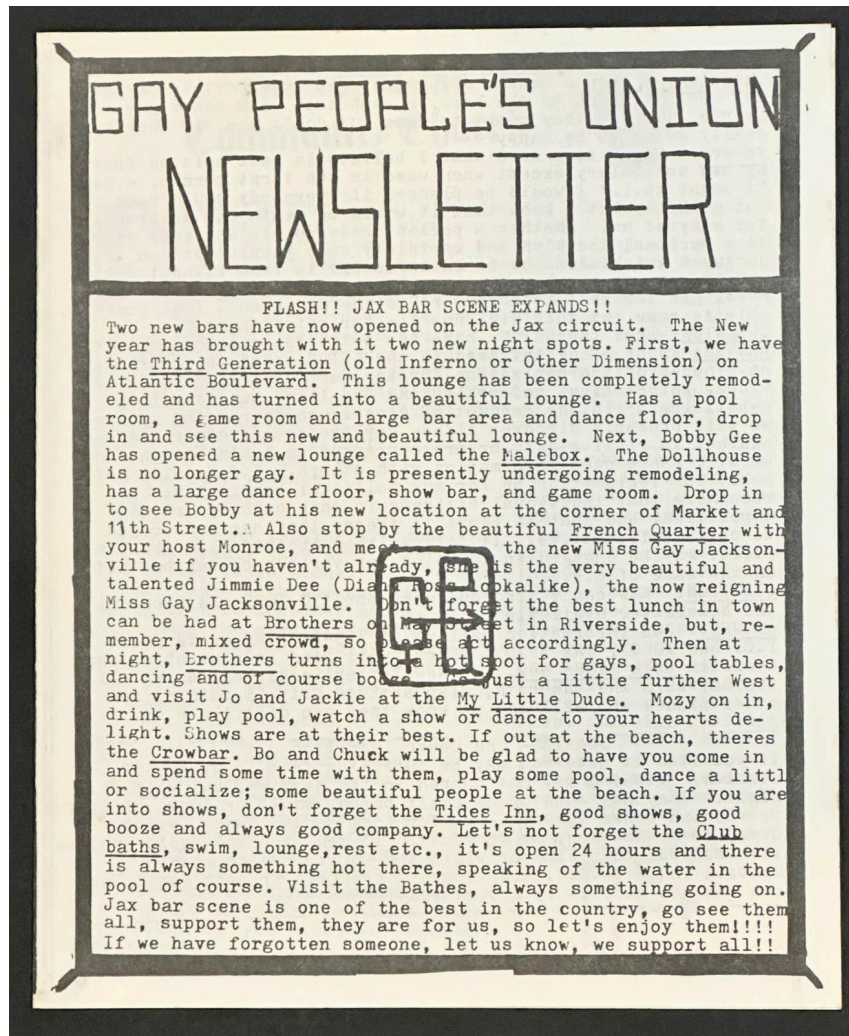 GAY PEOPLE'S UNION
NEWSLETTER
FLASH!! JAX BAR SCENE EXPANDS!!
Two new bars have now opened on the Jax circuit. The New
year has brought with it two new night spots. First, we have
the Third Generation (old Inferno or Other Dimension) on
Atlantic Boulevard. This lounge has been completely remod-
eled and has turned into a beautiful lounge. Has a pool
room, a game room and large bar area and dance floor, drop
in and see this new and beautiful lounge. Next, Bobby Gee
has opened a new lounge called the Malebox. The Dollhouse
is no longer gay. It is presently undergoing remodeling,
has a large dance floor, show bar, and game room. Drop in
to see Bobby at his new location at the corner of Market and
11th Street.. Also stop by the beautiful French Quarter with
your host Monroe, and meet the new Miss Gay Jackson-
ville if you haven't already, she is the very beautiful and
talented Jimmie Dee (Diana Ross lookalike), the now reigning
Miss Gay Jacksonville. Don't forget the best lunch in town
can be had at Brothers on May Street in Riverside, but, re-
member, mixed crowd, so please act accordingly. Then at
night, Brothers turns into a hot spot for gays, pool tables,
dancing and of course booze. Go just a little further West
and visit Jo and Jackie at the My Little Dude. Mozy on in,
drink, play pool, watch a show or dance to your hearts de-
light. Shows are at their best. If out at the beach, theres
the Crowbar. Bo and Chuck will be glad to have you come in
and spend some time with them, play some pool, dance a littl
or socialize; some beautiful people at the beach. If you are
into shows, don't forget the Tides Inn, good shows, good
booze and always good company. Let's not forget the Club
baths, swim, lounge,rest etc., it's open 24 hours and there
is always something hot there, speaking of the water in the
pool of course. Visit the Bathes, always something going on.
Jax bar scene is one of the best in the country, go see them
all, support them, they are for us, so let's enjoy them!!!!
If we have forgotten someone, let us know, we support all!!